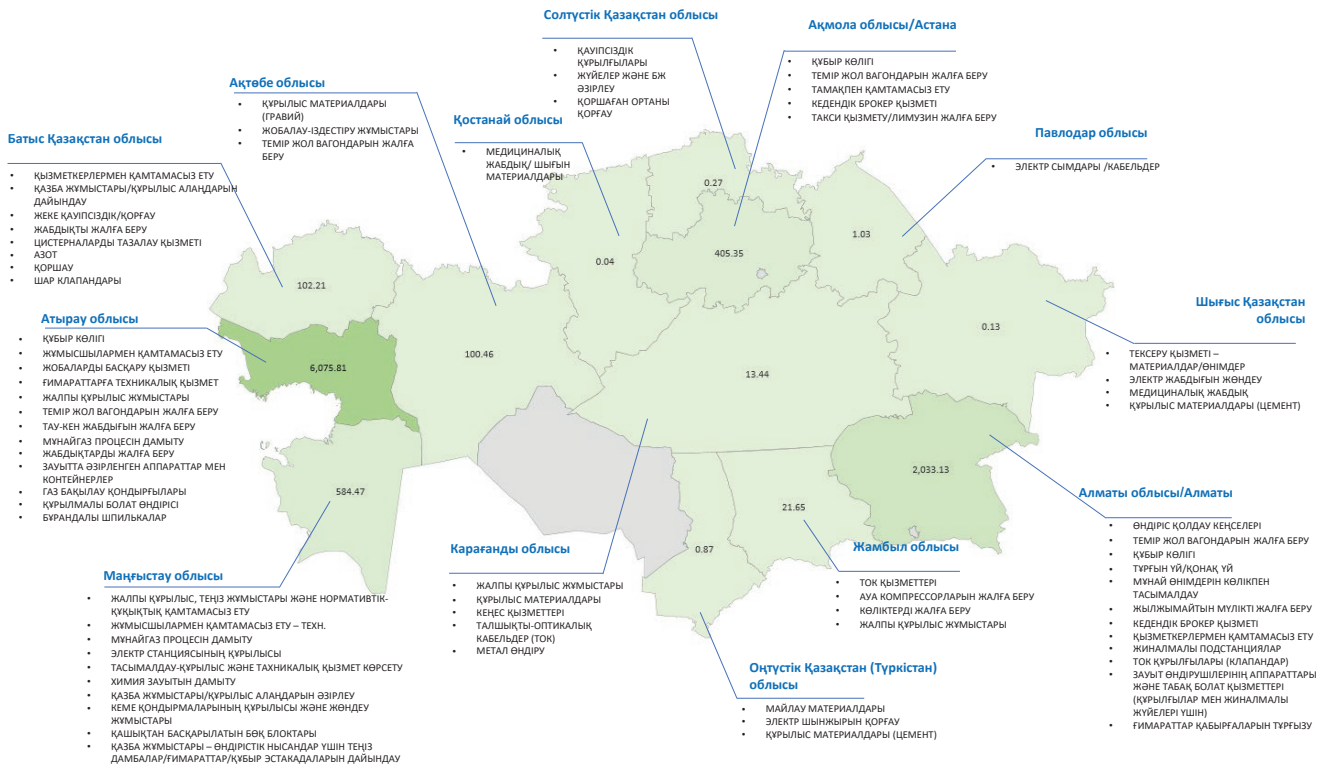 Солтүстік Қазақстан облысы
• ҚАУІПСІЗДІК
ҚҰРЫЛҒЫЛАРЫ
• ЖҮЙЕЛЕР ЖӘНЕ БЖ
ӘЗІРЛЕУ
• ҚОРШАҒАН ОРТАНЫ
ҚОРҒАУ
Ақмола облысы/Астана
• ҚҰБЫР КӨЛІГІ
• ТЕМІР ЖОЛ ВАГОНДАРЫН ЖАЛҒА БЕРУ
• ТАМАҚПЕН ҚАМТАМАСЫЗ ЕТУ
• КЕДЕНДІК БРОКЕР ҚЫЗМЕТІ
• ТАКСИ ҚЫЗМЕТУ/ЛИМУЗИН ЖАЛҒА БЕРУ
Ақтөбе облысы
• ҚҰРЫЛЫС МАТЕРИАЛДАРЫ
(ГРАВИЙ)
• ЖОБАЛАУ-ІЗДЕСТІРУ ЖҰМЫСТАРЫ
• ТЕМІР ЖОЛ ВАГОНДАРЫН ЖАЛҒА
БЕРУ
Қостанай облысы
• МЕДИЦИНАЛЫҚ
ЖАБДЫҚ/ ШЫҒЫН
МАТЕРИАЛДАРЫ
Павлодар облысы
• ЭЛЕКТР СЫМДАРЫ /КАБЕЛЬДЕР
Батыс Қазақстан облысы
• ҚЫЗМЕТКЕРЛЕРМЕН ҚАМТАМАСЫЗ ЕТУ
• ҚАЗБА ЖҰМЫСТАРЫ/ҚҰРЫЛЫС АЛАҢДАРЫН
ДАЙЫНДАУ
• ЖЕКЕ ҚАУІПСІЗДІК/ҚОРҒАУ
• ЖАБДЫҚТЫ ЖАЛҒА БЕРУ
• ЦИСТЕРНАЛАРДЫ ТАЗАЛАУ ҚЫЗМЕТІ
• АЗОТ
• ҚОРШАУ
• ШАР КЛАПАНДАРЫ
0.27
1.03
405.35
0.04
102.21
0.13
100.46
6,075.81
13.44
2,033.13
584.47
21.65
0.87
Атырау облысы
• ҚҰБЫР КӨЛІГІ
• ЖҰМЫСШЫЛАРМЕН ҚАМТАМАСЫЗ ЕТУ
• ЖОБАЛАРДЫ БАСҚАРУ ҚЫЗМЕТІ
• ҒИМАРАТТАРҒА ТЕХНИКАЛЫҚ ҚЫЗМЕТ
• ЖАЛПЫ ҚҰРЫЛЫС ЖҰМЫСТАРЫ
• ТЕМІР ЖОЛ ВАГОНДАРЫН ЖАЛҒА БЕРУ
• ТАУ-КЕН ЖАБДЫҒЫН ЖАЛҒА БЕРУ
• МҰНАЙГАЗ ПРОЦЕСІН ДАМЫТУ
• ЖАБДЫҚТАРДЫ ЖАЛҒА БЕРУ
• ЗАУЫТТА ӘЗІРЛЕНГЕН АППАРАТТАР МЕН
КОНТЕЙНЕРЛЕР
• ГАЗ БАҚЫЛАУ ҚОНДЫРҒЫЛАРЫ
• ҚҰРЫЛМАЛЫ БОЛАТ ӨНДІРІСІ
• БҰРАНДАЛЫ ШПИЛЬКАЛАР
Шығыс Қазақстан
облысы
• ТЕКСЕРУ ҚЫЗМЕТІ –
МАТЕРИАЛДАР/ӨНІМДЕР
• ЭЛЕКТР ЖАБДЫҒЫН ЖӨНДЕУ
• МЕДИЦИНАЛЫҚ ЖАБДЫҚ
• ҚҰРЫЛЫС МАТЕРИАЛДАРЫ (ЦЕМЕНТ)
Алматы облысы/Алматы
• ӨНДІРІС ҚОЛДАУ КЕҢСЕЛЕРІ
• ТЕМІР ЖОЛ ВАГОНДАРЫН ЖАЛҒА БЕРУ
• ҚҰБЫР КӨЛІГІ
• ТҰРҒЫН ҮЙ/ҚОНАҚ ҮЙ
• МҰНАЙ ӨНІМДЕРІН КӨЛІКПЕН
ТАСЫМАЛДАУ
• ЖЫЛЖЫМАЙТЫН МҮЛІКТІ ЖАЛҒА БЕРУ
• КЕДЕНДІК БРОКЕР ҚЫЗМЕТІ
• ҚЫЗМЕТКЕРЛЕРМЕН ҚАМТАМАСЫЗ ЕТУ
• ЖИНАЛМАЛЫ ПОДСТАНЦИЯЛАР
• ТОК ҚҰРЫЛҒЫЛАРЫ (КЛАПАНДАР)
• ЗАУЫТ ӨНДІРУШІЛЕРІНІҢ АППАРАТТАРЫ
ЖӘНЕ ТАБАҚ БОЛАТ ҚЫЗМЕТТЕРІ
(ҚҰРЫЛҒЫЛАР МЕН ЖИНАЛМАЛЫ
ЖҮЙЕЛЕРІ ҮШІН)
• ҒИМАРАТТАР ҚАБЫРҒАЛАРЫН ТҰРҒЫЗУ
Карағанды облысы
• ЖАЛПЫ ҚҰРЫЛЫС ЖҰМЫСТАРЫ
• ҚҰРЫЛЫС МАТЕРИАЛДАРЫ
• КЕҢЕС ҚЫЗМЕТТЕРІ
• ТАЛШЫҚТЫ-ОПТИКАЛЫҚ
КАБЕЛЬДЕР (ТОК)
• МЕТАЛ ӨНДІРУ
Жамбыл облысы
• ТОК ҚЫЗМЕТТЕРІ
• АУА КОМПРЕССОРЛАРЫН ЖАЛҒА БЕРУ
• КӨЛІКТЕРДІ ЖАЛҒА БЕРУ
• ЖАЛПЫ ҚҰРЫЛЫС ЖҰМЫСТАРЫ
Маңғыстау облысы
• ЖАЛПЫ ҚҰРЫЛЫС, ТЕҢІЗ ЖҰМЫСТАРЫ ЖӘНЕ НОРМАТИВТІК-
ҚҰҚЫҚТЫҚ ҚАМТАМАСЫЗ ЕТУ
• ЖҰМЫСШЫЛАРМЕН ҚАМТАМАСЫЗ ЕТУ – ТЕХН.
• МҰНАЙГАЗ ПРОЦЕСІН ДАМЫТУ
• ЭЛЕКТР СТАНЦИЯСЫНЫҢ ҚҰРЫЛЫСЫ
• ТАСЫМАЛДАУ-ҚҰРЫЛЫС ЖӘНЕ ТАХНИКАЛЫҚ ҚЫЗМЕТ КӨРСЕТУ
• ХИМИЯ ЗАУЫТЫН ДАМЫТУ
• ҚАЗБА ЖҰМЫСТАРЫ/ҚҰРЫЛЫС АЛАҢДАРЫН ӘЗІРЛЕУ
• КЕМЕ ҚОНДЫРМАЛАРЫНЫҢ ҚҰРЫЛЫСЫ ЖӘНЕ ЖӨНДЕУ
ЖҰМЫСТАРЫ
• ҚАШЫҚТАН БАСҚАРЫЛАТЫН БӨҚ БЛОКТАРЫ
• ҚАЗБА ЖҰМЫСТАРЫ – ӨНДІРІСТІК НЫСАНДАР ҮШІН ТЕҢІЗ
ДАМБАЛАР/ҒИМАРАТТАР/ҚҰБЫР ЭСТАКАДАЛАРЫН ДАЙЫНДАУ
Оңтүстік Қазақстан (Түркістан)
облысы
• МАЙЛАУ МАТЕРИАЛДАРЫ
• ЭЛЕКТР ШЫНЖЫРЫН ҚОРҒАУ
• ҚҰРЫЛЫС МАТЕРИАЛДАРЫ (ЦЕМЕНТ)